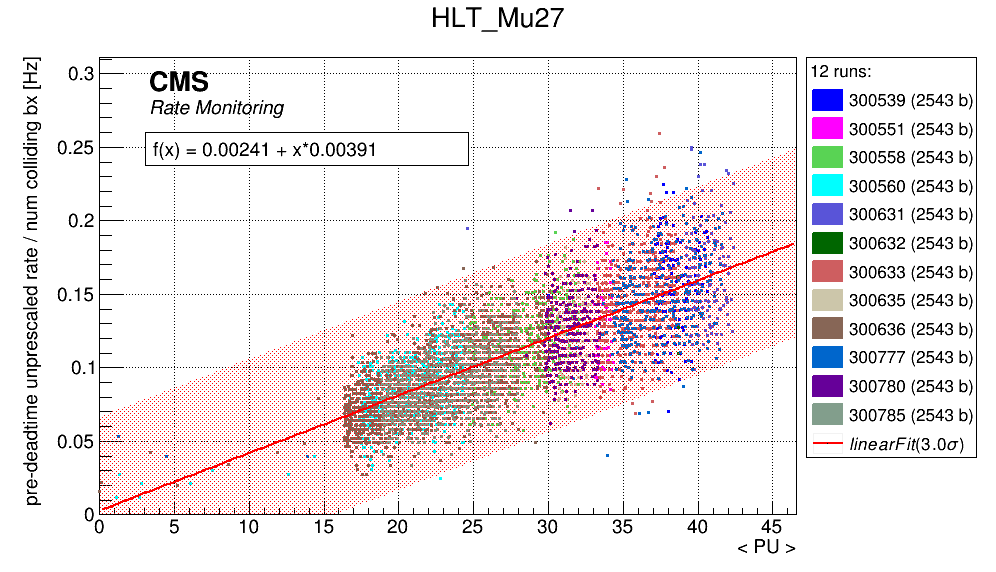 HLT_Mu27
pre-deadtime unprescaled rate / num colliding bx [Hz]
0.3
0.25
0.2
0.15
0.1
0.05
0
CMS
Rate Monitoring
f(x) = 0.00241 + x*0.00391
0 5 10 15 20 25 30 35 40 45
< PU >
12 runs:
300539 (2543 b)
300551 (2543 b)
300558 (2543 b)
300560 (2543 b)
300631 (2543 b)
300632 (2543 b)
300633 (2543 b)
300635 (2543 b)
300636 (2543 b)
300777 (2543 b)
300780 (2543 b)
300785 (2543 b)
linearFit(3.0σ)